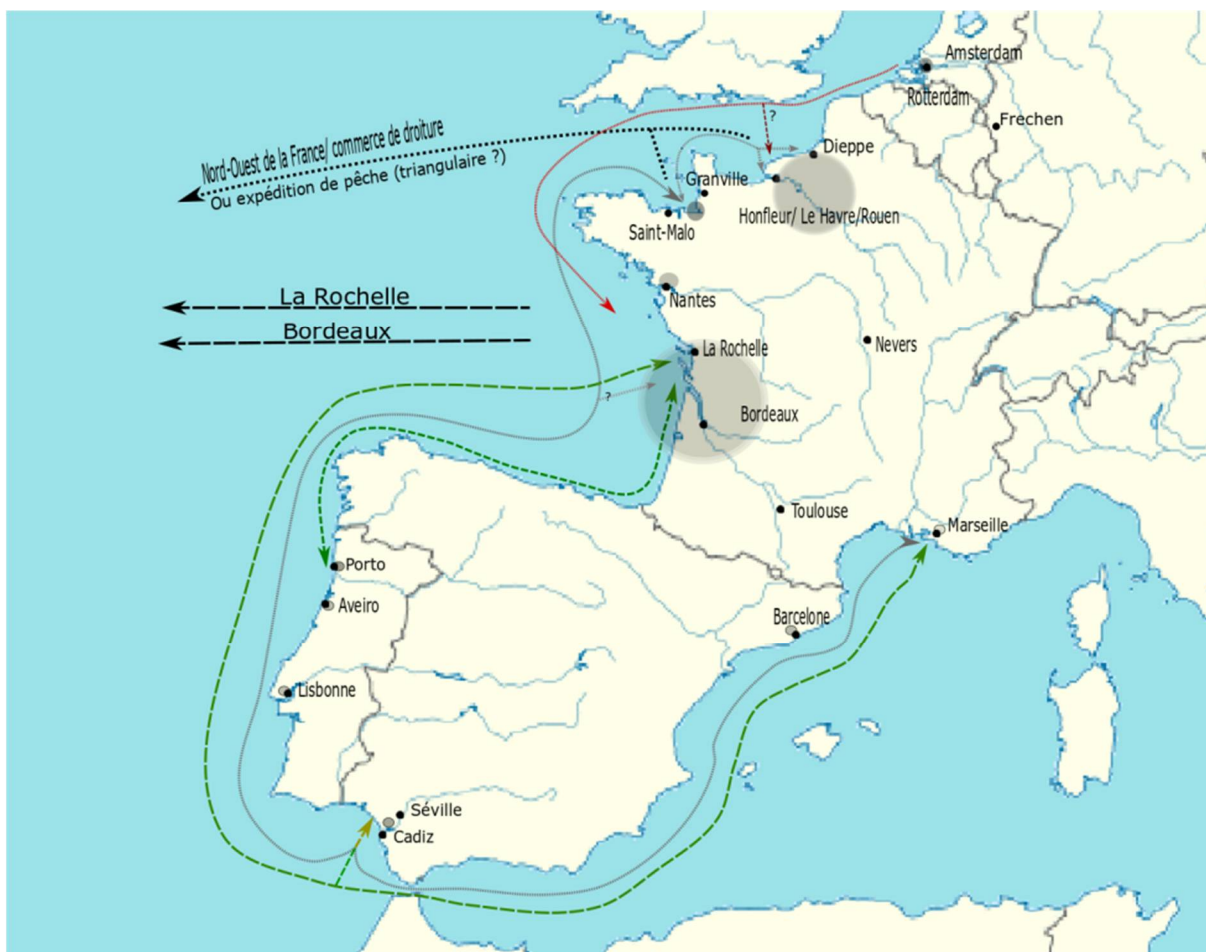 Amsterdam
Rotterdam
Frechen
?
Dieppe
Nord-Ouest de la France/ commerce de droiture
Ou expédition de pêche (triangulaire ?)
Granville
Honfleur/ Le Havre/Rouen
Saint-Malo
Nantes
La Rochelle
Bordeaux
Nevers
La Rochelle
?
Bordeaux
Toulouse
Marseille
Porto
Aveiro
Barcelone
Lisbonne
Séville
Cadiz